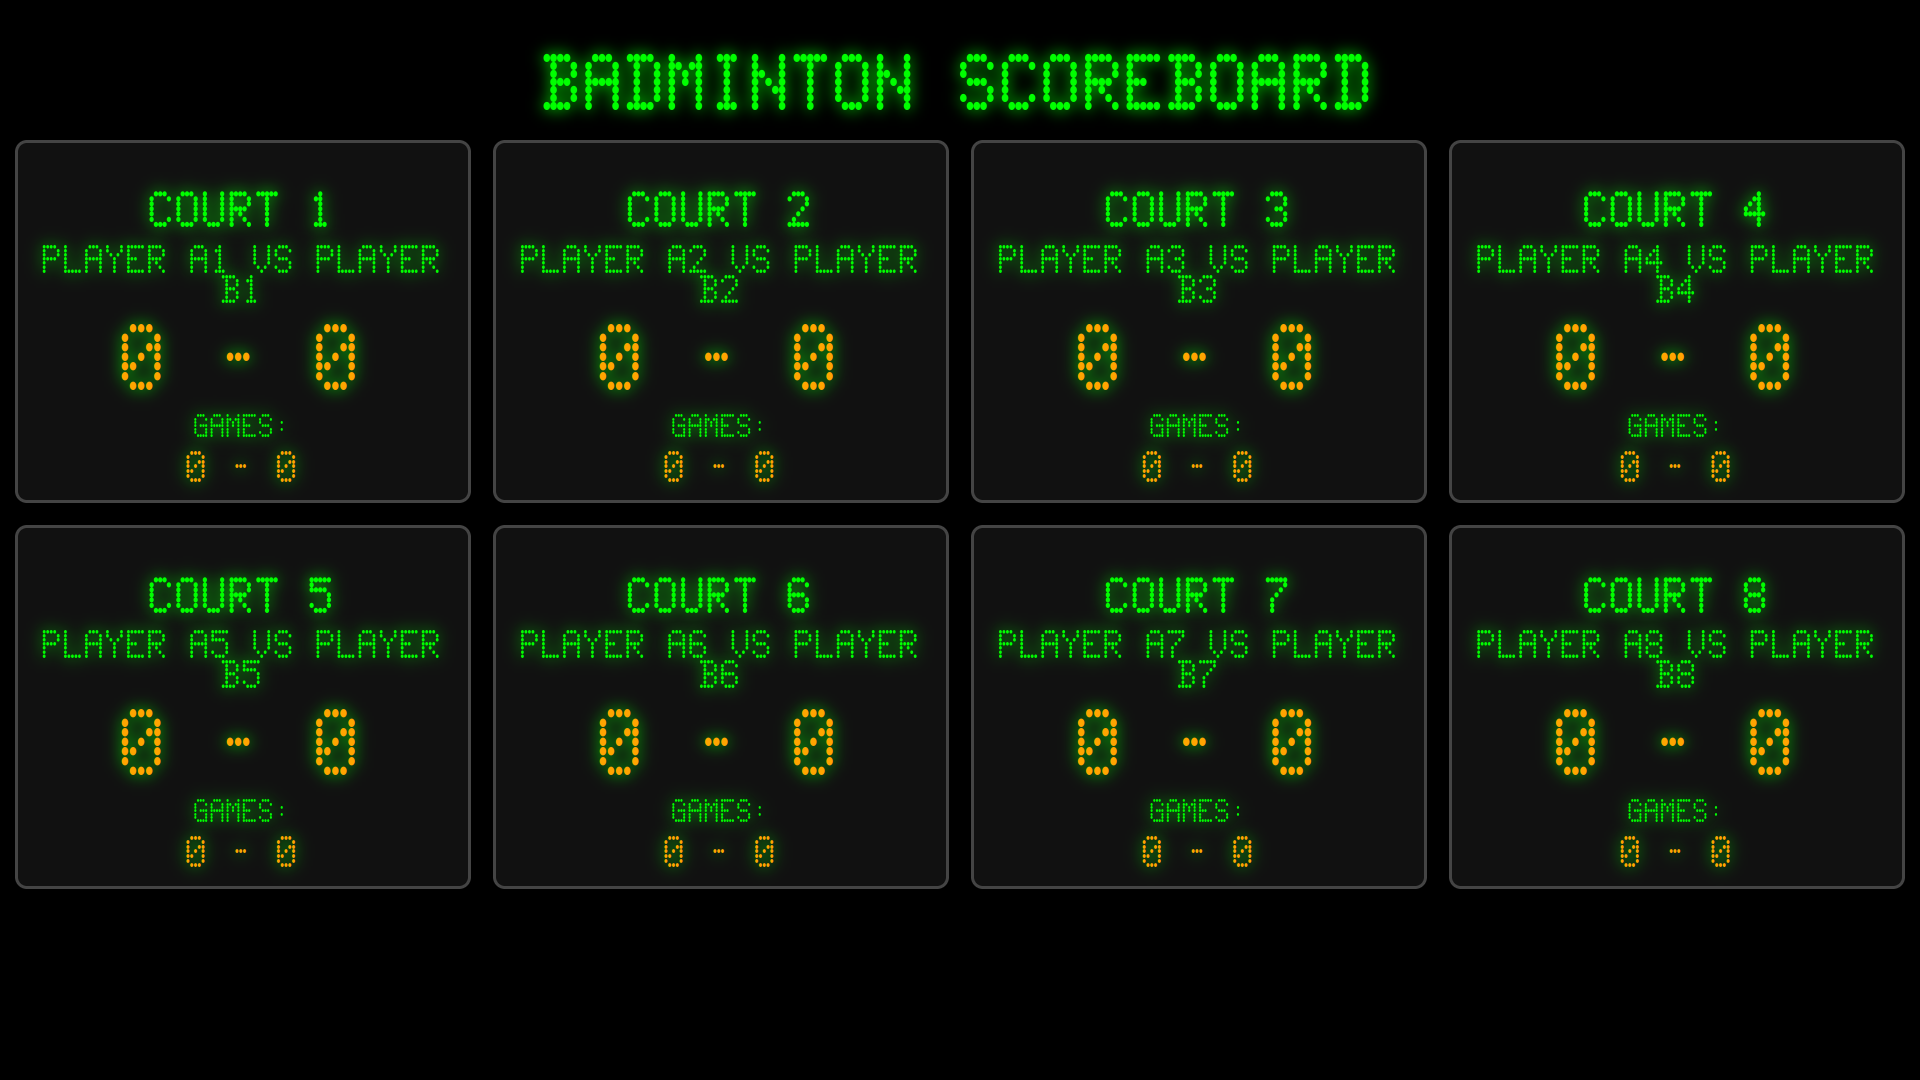 BADMINTON SCOREBOARD
COURT 1
PLAYER A1 VS PLAYER
B1
0 - 0
GAMES:
0 - 0
COURT 2
PLAYER A2 VS PLAYER
B2
0 - 0
GAMES:
0 - 0
COURT 3
PLAYER A3 VS PLAYER
B3
0 - 0
GAMES:
0 - 0
COURT 4
PLAYER A4 VS PLAYER
B4
0 - 0
GAMES:
0 - 0
COURT 5
PLAYER A5 VS PLAYER
B5
0 - 0
GAMES:
0 - 0
COURT 6
PLAYER A6 VS PLAYER
B6
0 - 0
GAMES:
0 - 0
COURT 7
PLAYER A7 VS PLAYER
B7
0 - 0
GAMES:
0 - 0
COURT 8
PLAYER A8 VS PLAYER
B8
0 - 0
GAMES:
0 - 0